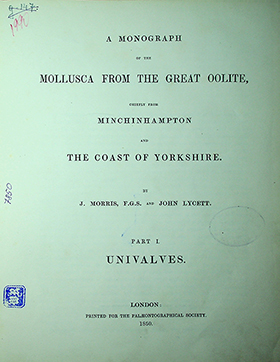 A MONOGRAPH
OF THE
MOLLUSCA FROM THE GREAT OOLITE,
CHIEFLY FROM
MINCHINHAMPTON
AND
THE COAST OF YORKSHIRE.
BY
J. MORRIS, F.G.S. AND JOHN LYCETT.
PART I.
UNIVALVES.
LONDON:
PRINTED FOR THE PALÆONTOGRAPHICAL SOCIETY.
1850.